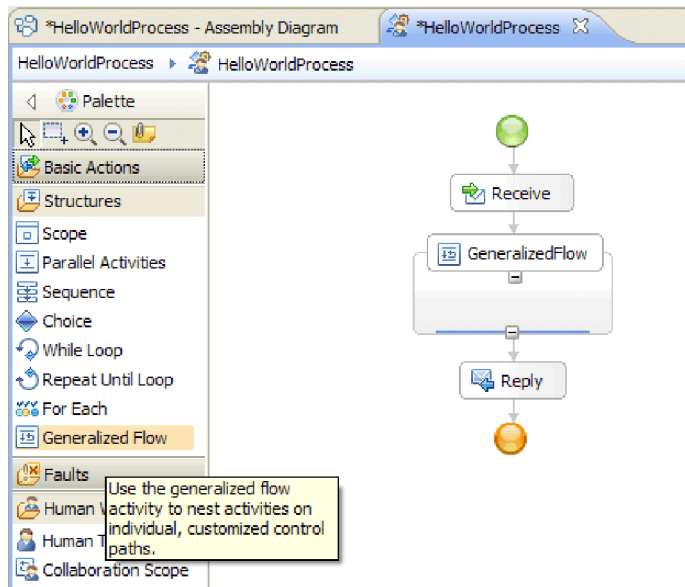 *HelloWorldProcess - Assembly Diagram
*HelloWorldProcess
HelloWorldProcess
HelloWorldProcess
Palette
Basic Actions
Structures
Scope
Parallel Activities
Sequence
Choice
While Loop
Repeat Until Loop
For Each
Generalized Flow
Faults
Human
Human
Collaboration Scope
Use the generalized flow
activity to nest activities on
individual, customized control
paths.
Receive
GeneralizedFlow
Reply